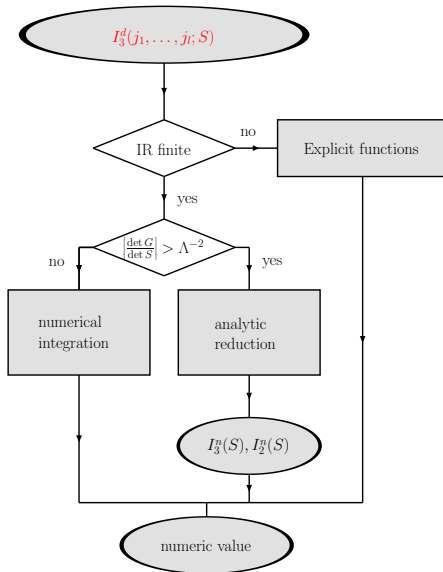 I_3^d(j_1, . . . , j_l; S)
IR finite
no
Explicit functions
yes
|det G / det S| > Λ^{-2}
no
yes
numerical
integration
analytic
reduction
I_3^n(S), I_2^n(S)
numeric value